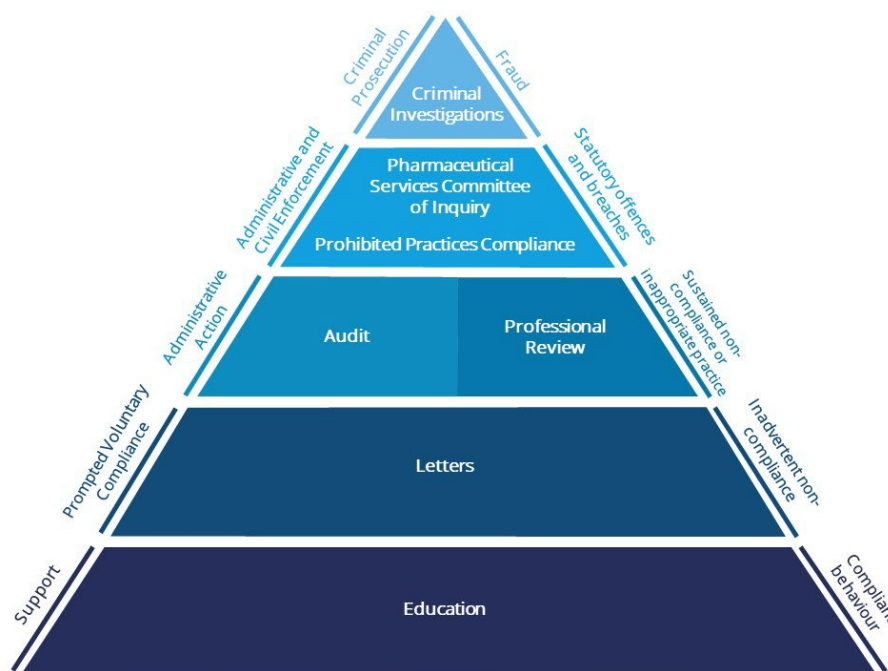 Criminal
Prosecution
Fraud
Criminal
Investigations
Administrative and
Civil Enforcement
Pharmaceutical
Services Committee
of Inquiry
Prohibited Practices Compliance
Statutory offences
and breaches
Administrative
Action
Audit
Professional
Review
Sustained non-
compliance or
inappropriate practice
Prompted Voluntary
Compliance
Letters
Inadvertent non-
compliance
Support
Education
Compliant
behaviour